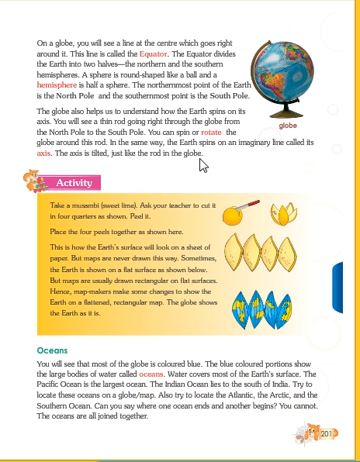 On a globe, you will see a line at the centre which goes right
around it. This line is called the Equator. The Equator divides
the Earth into two halves—the northern and the southern
hemispheres. A sphere is round-shaped like a ball and a
hemisphere is half a sphere. The northernmost point of the Earth
is the North Pole and the southernmost point is the South Pole.
globe
The globe also helps us to understand how the Earth spins on its
axis. You will see a thin rod going right through the globe from
the North Pole to the South Pole. You can spin or rotate the
globe around this rod. In the same way, the Earth spins on an imaginary line called its
axis. The axis is tilted, just like the rod in the globe.
Activity
Take a musambi (sweet lime). Ask your teacher to cut it
in four quarters as shown. Peel it.
Place the four peels together as shown here.
This is how the Earth's surface will look on a sheet of
paper. But maps are never drawn this way. Sometimes,
the Earth is shown on a flat surface as shown below.
But maps are usually drawn rectangular on flat surfaces.
Hence, map-makers make some changes to show the
Earth on a flattened, rectangular map. The globe shows
the Earth as it is.
Oceans
You will see that most of the globe is coloured blue. The blue coloured portions show
the large bodies of water called oceans. Water covers most of the Earth's surface. The
Pacific Ocean is the largest ocean. The Indian Ocean lies to the south of India. Try to
locate these oceans on a globe/map. Also try to locate the Atlantic, the Arctic, and the
Southern Ocean. Can you say where one ocean ends and another begins? You cannot.
The oceans are all joined together.
201